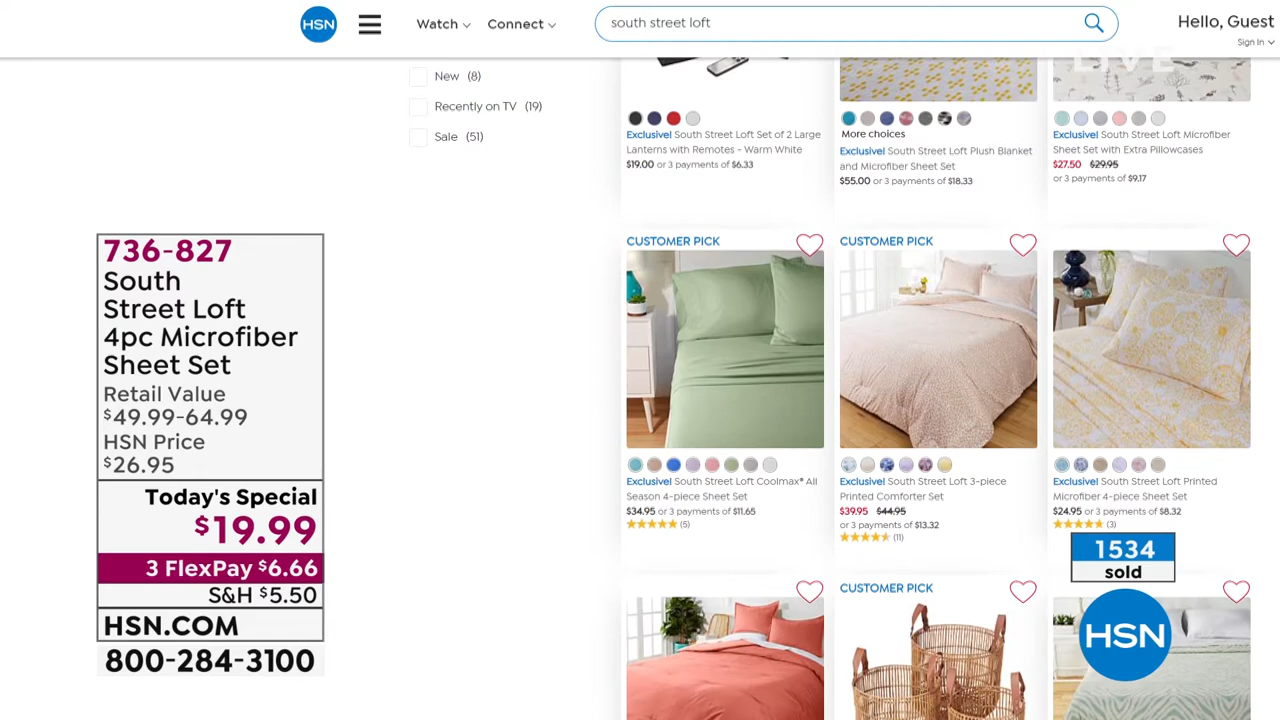 HSN
Watch
Connect
south street loft
Hello, Guest
Sign In
LIVE
New (8)
Recently on TV (19)
Sale (51)
Exclusive! South Street Loft Set of 2 Large
Lanterns with Remotes - Warm White
$19.00 or 3 payments of $6.33
More choices
Exclusive! South Street Loft Plush Blanket
and Microfiber Sheet Set
$55.00 or 3 payments of $18.33
Exclusive! South Street Loft Microfiber
Sheet Set with Extra Pillowcases
$27.50 $29.95
or 3 payments of $9.17
736-827
South
Street Loft
4pc Microfiber
Sheet Set
Retail Value
$49.99-64.99
HSN Price
$26.95
Today's Special
$19.99
3 FlexPay $6.66
S&H $5.50
HSN.COM
800-284-3100
CUSTOMER PICK
Exclusive! South Street Loft Coolmax® All
Season 4-piece Sheet Set
$34.95 or 3 payments of $11.65
(5)
CUSTOMER PICK
Exclusive! South Street Loft 3-piece
Printed Comforter Set
$39.95 $44.95
or 3 payments of $13.32
(11)
Exclusive! South Street Loft Printed
Microfiber 4-piece Sheet Set
$24.95 or 3 payments of $8.32
(3)
1534
sold
CUSTOMER PICK
HSN